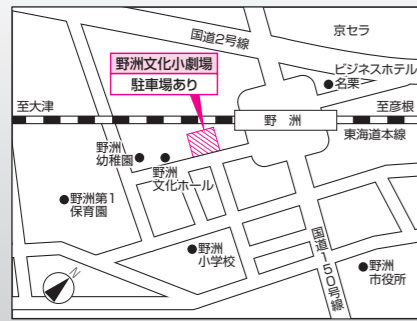 国道2号線
京セラ
野洲文化小劇場
駐車場あり
ビジネスホテル
名栗
至大津
至彦根
野洲
東海道本線
野洲
幼稚園
野洲
文化ホール
野洲第1
保育園
野洲
小学校
国道150号線
野洲
市役所
N